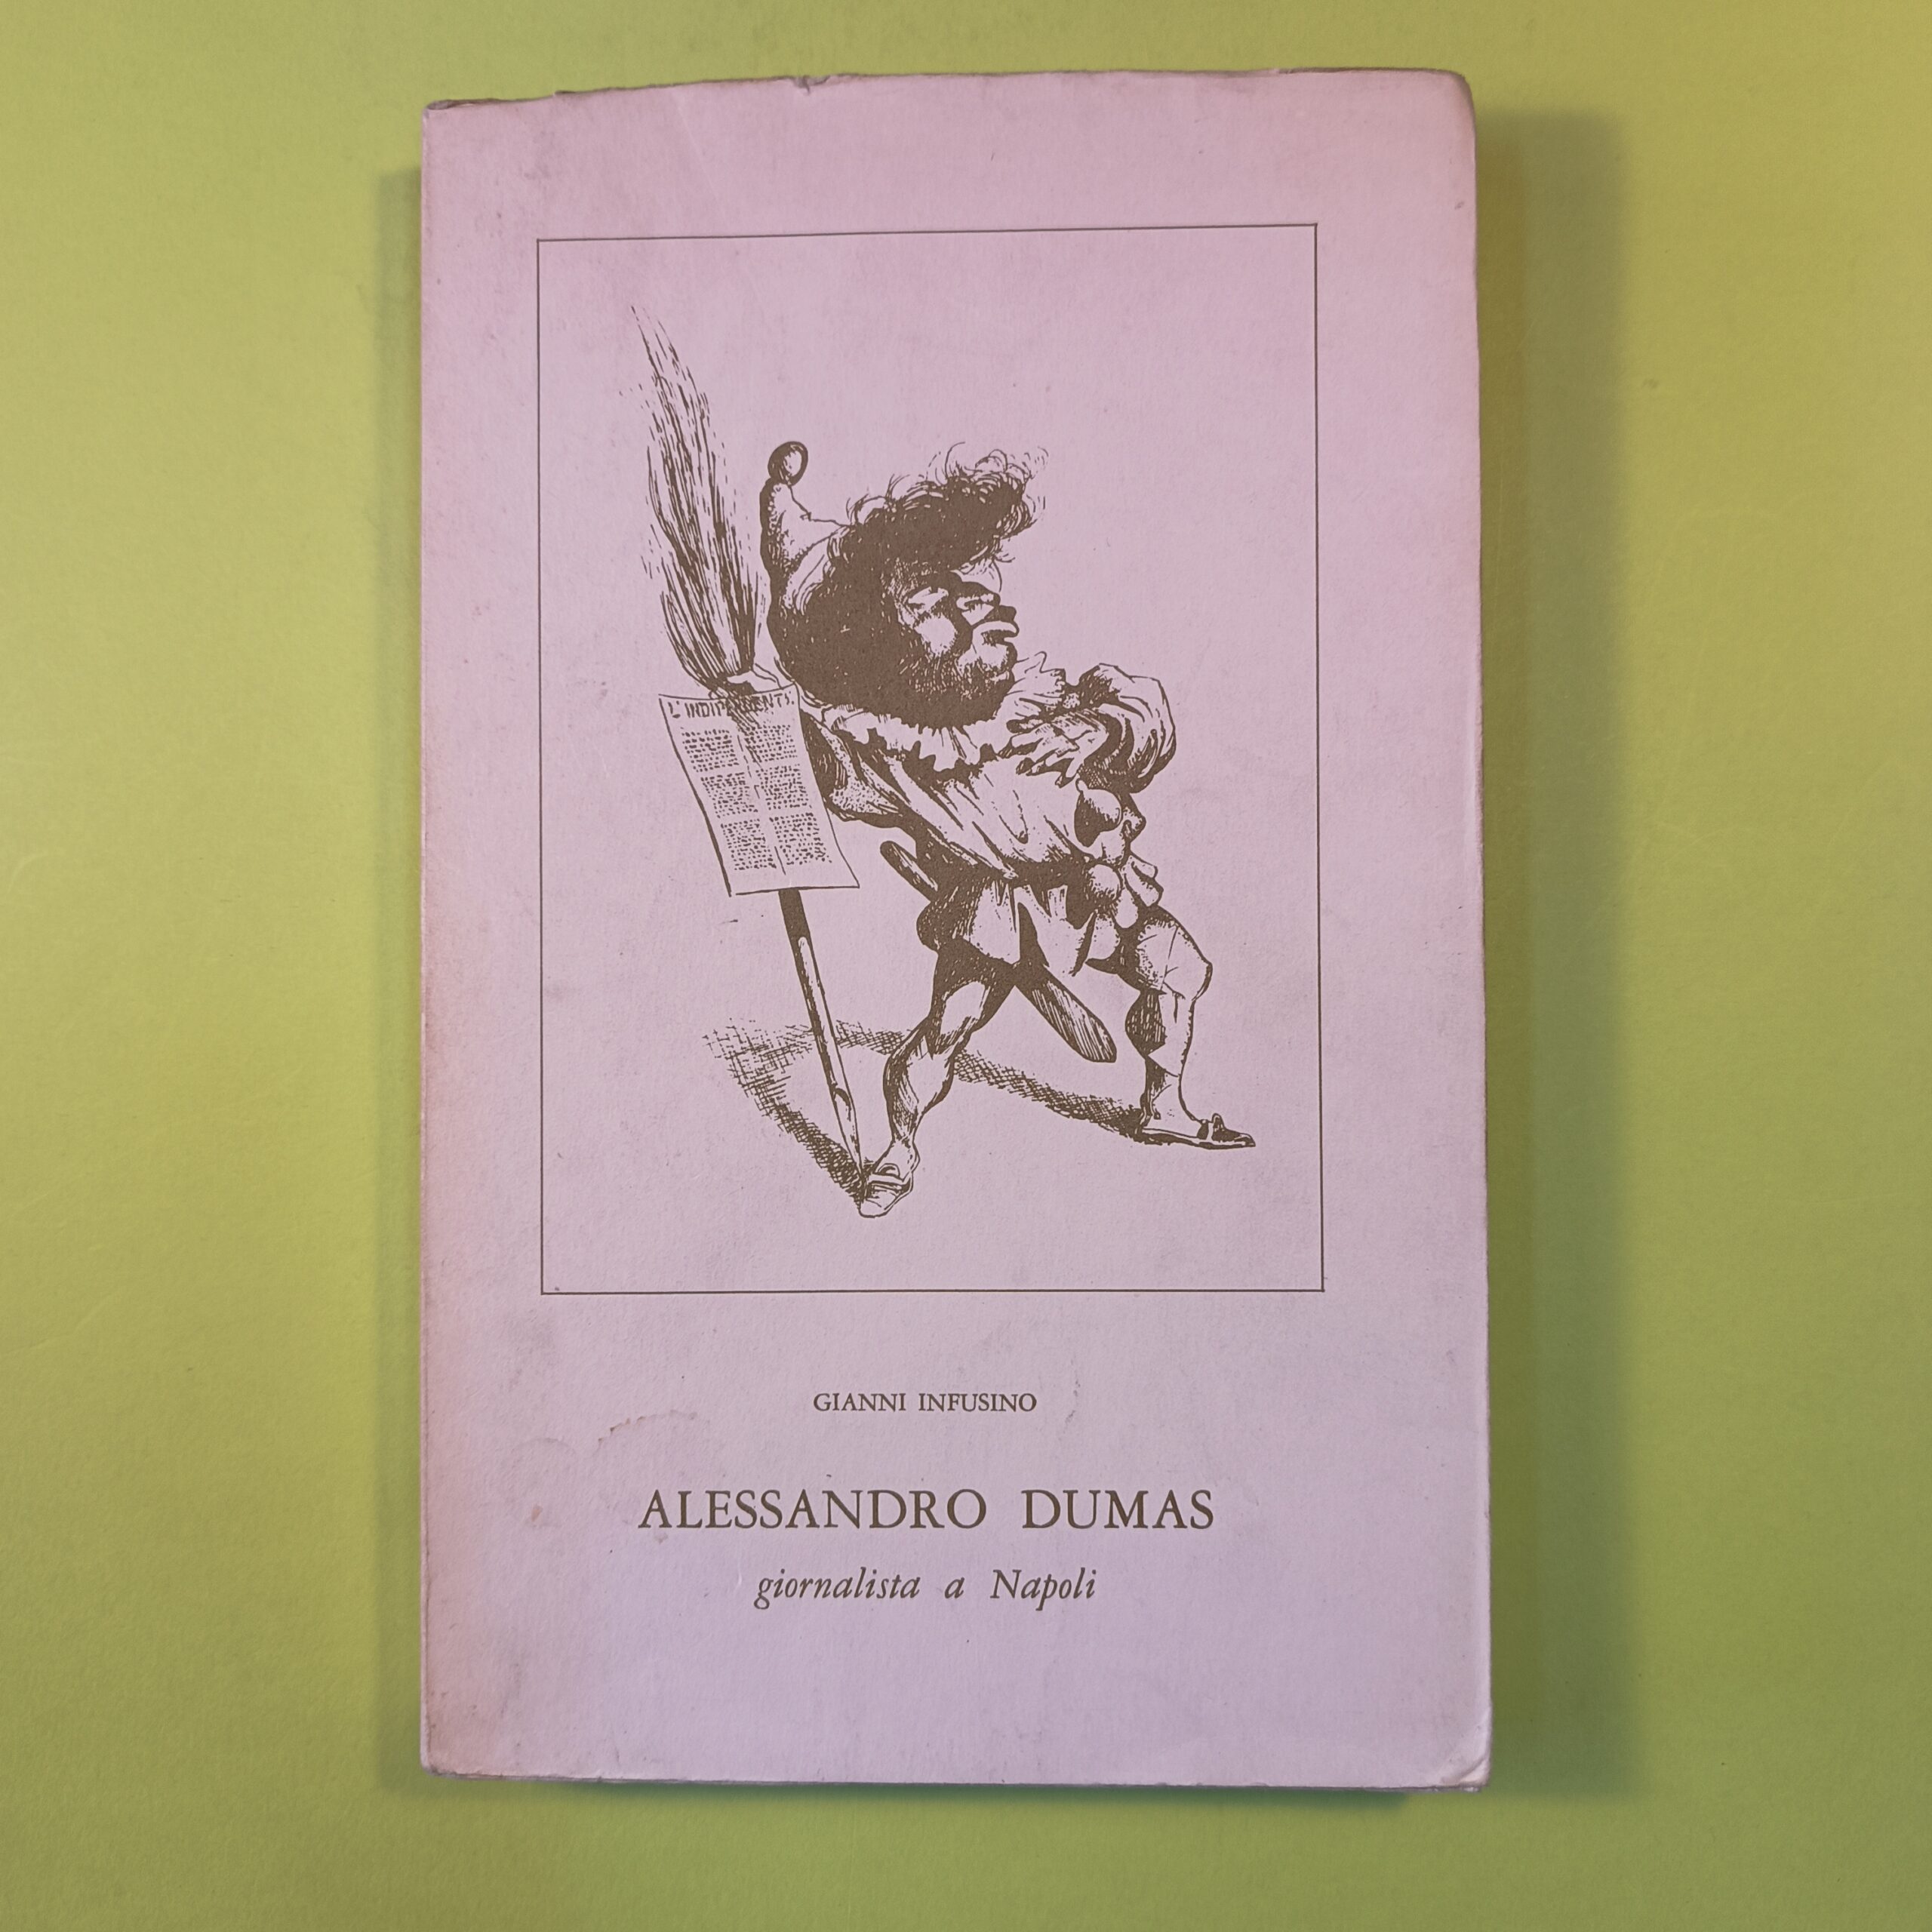 L'INDIPENDENTE
GIANNI INFUSINO
ALESSANDRO DUMAS
giornalista a Napoli